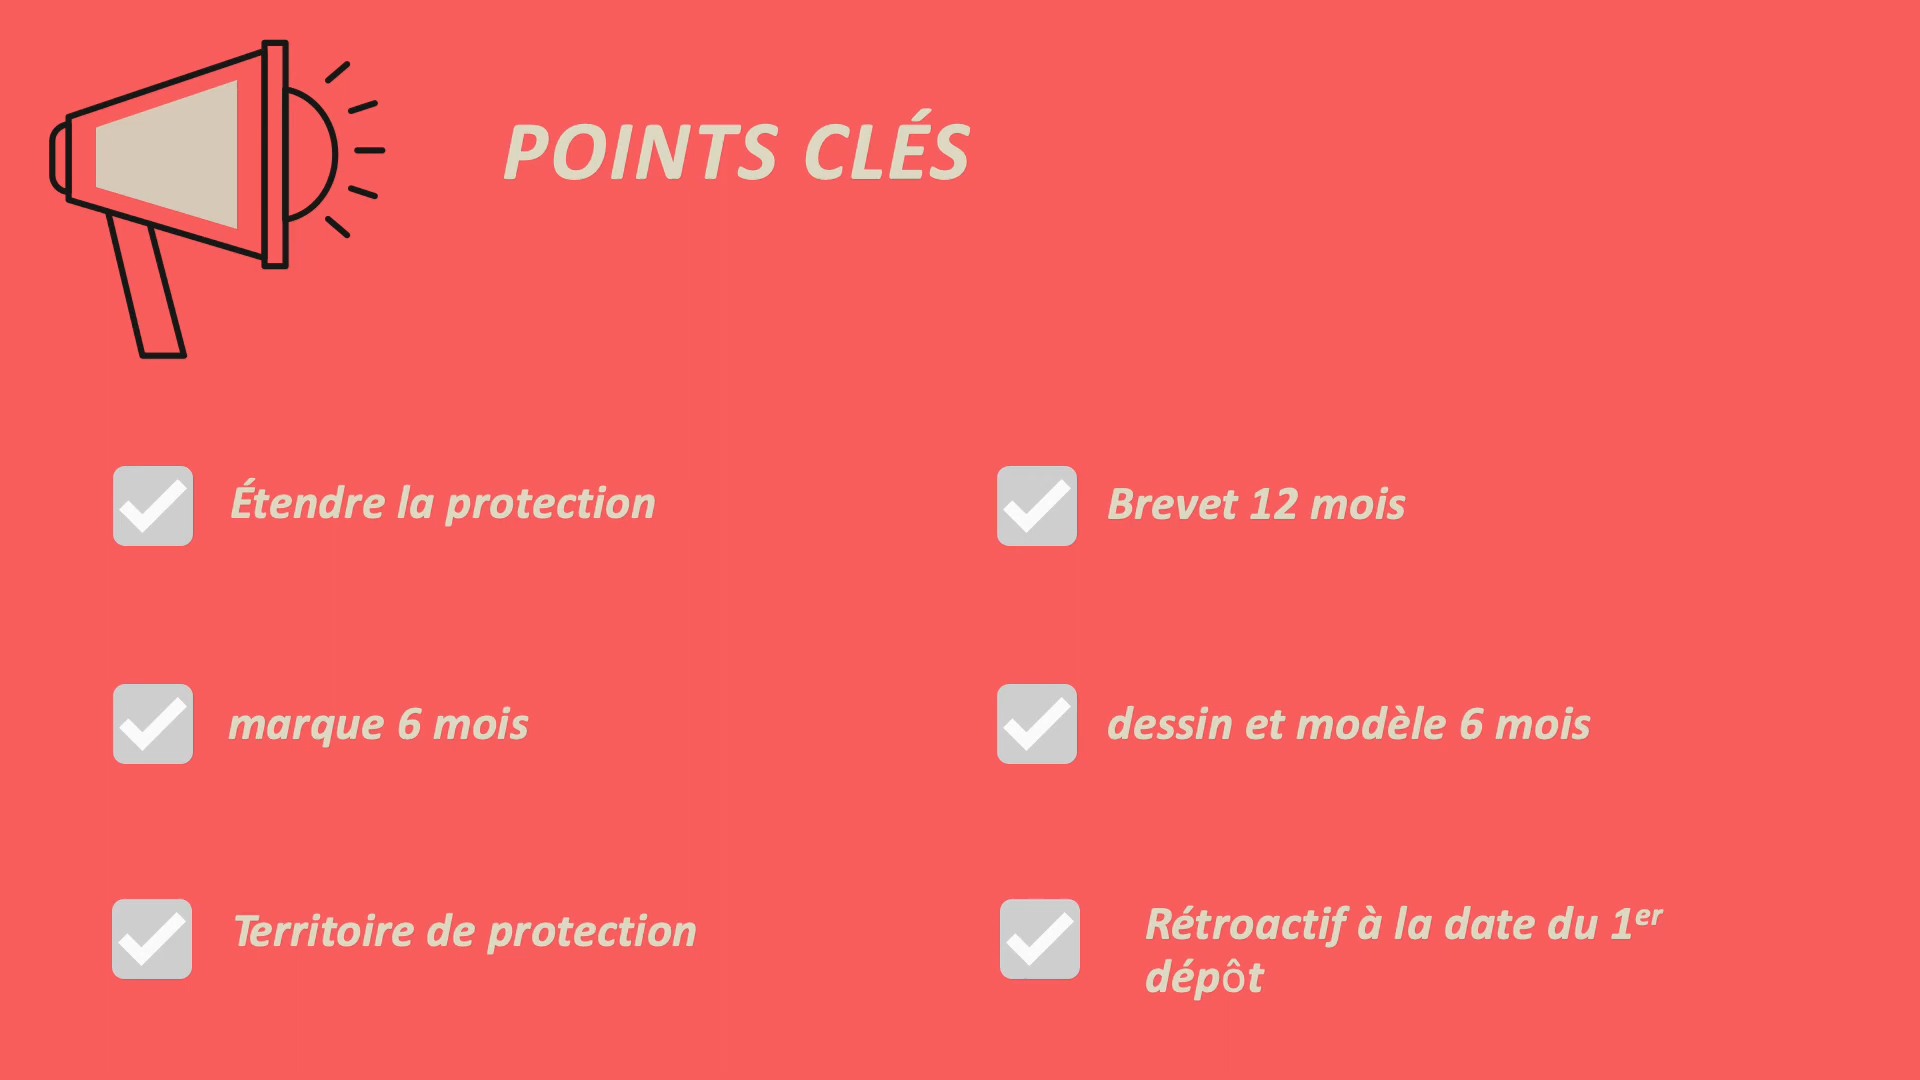 POINTS CLÉS
Étendre la protection
Brevet 12 mois
marque 6 mois
dessin et modèle 6 mois
Territoire de protection
Rétroactif à la date du 1er
dépôt